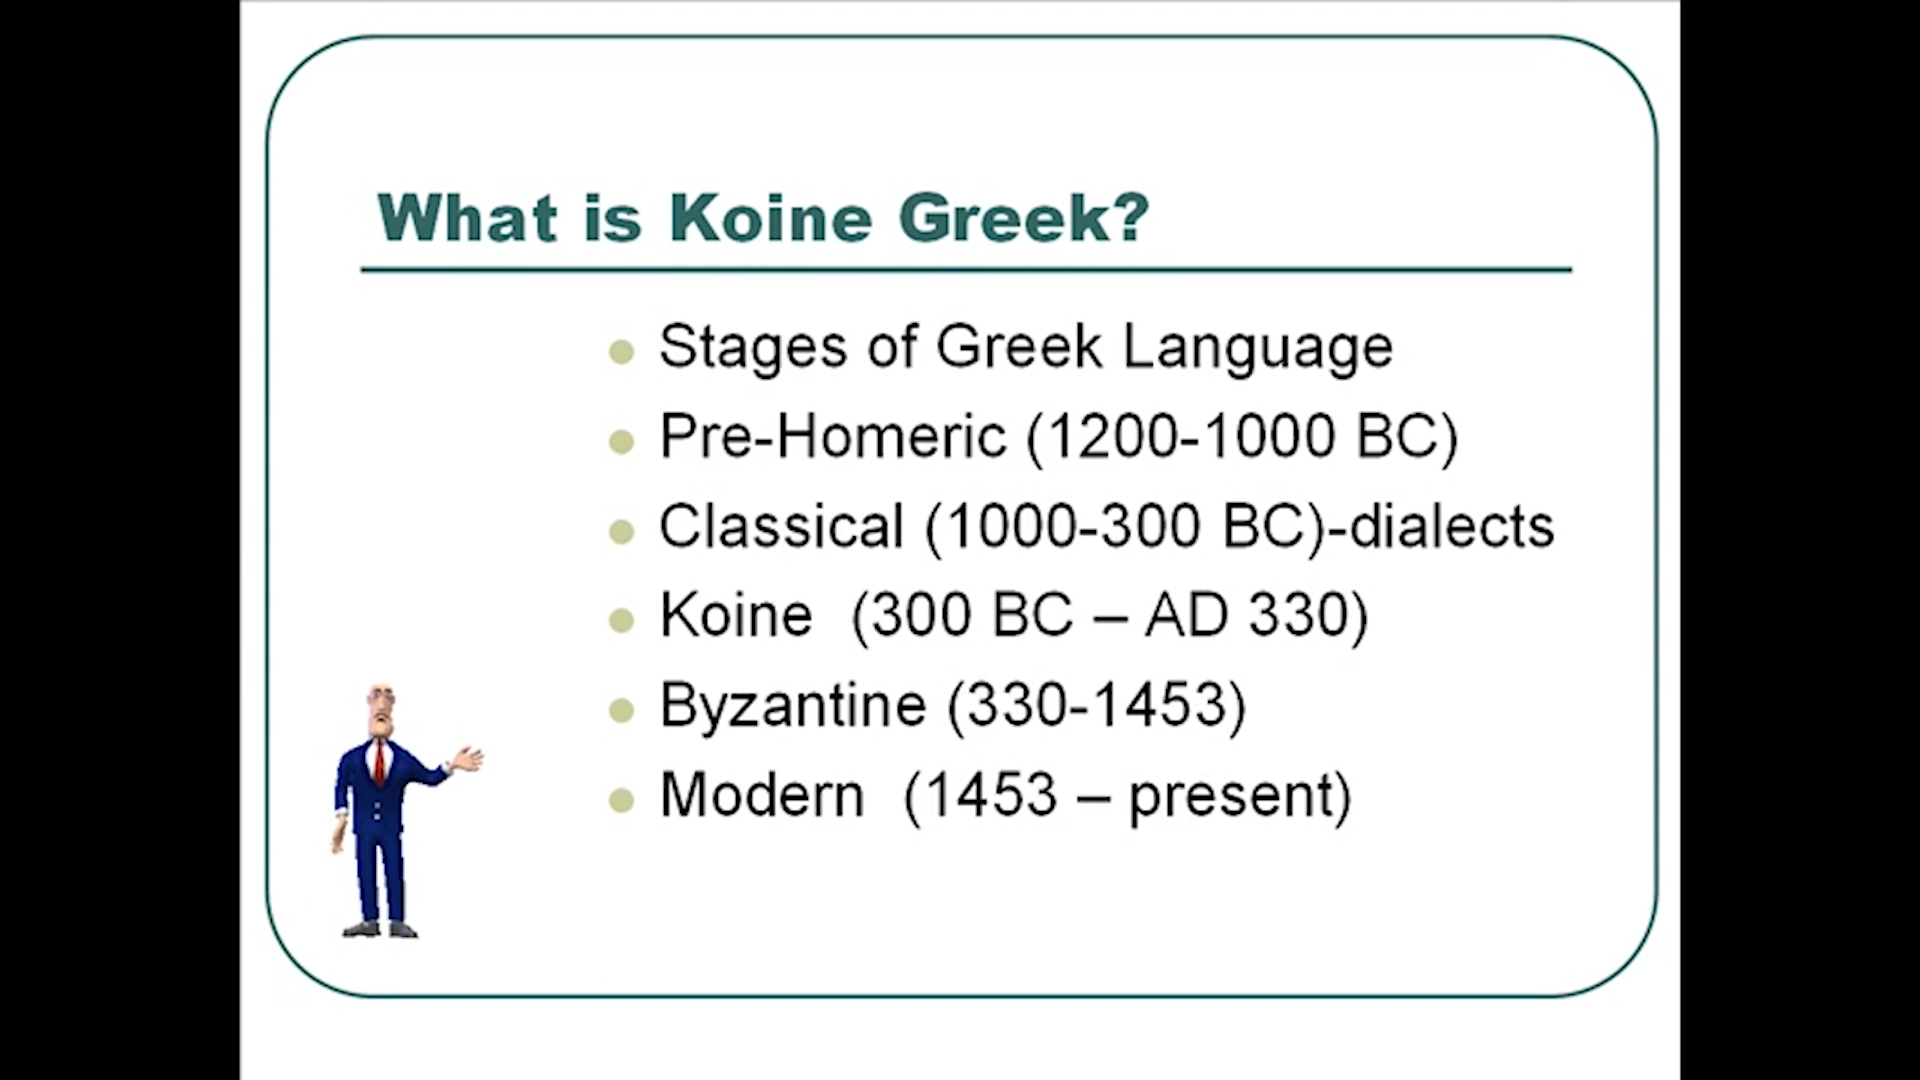 What is Koine Greek?
Stages of Greek Language
Pre-Homeric (1200-1000 BC)
Classical (1000-300 BC)-dialects
Koine (300 BC – AD 330)
Byzantine (330-1453)
Modern (1453 – present)